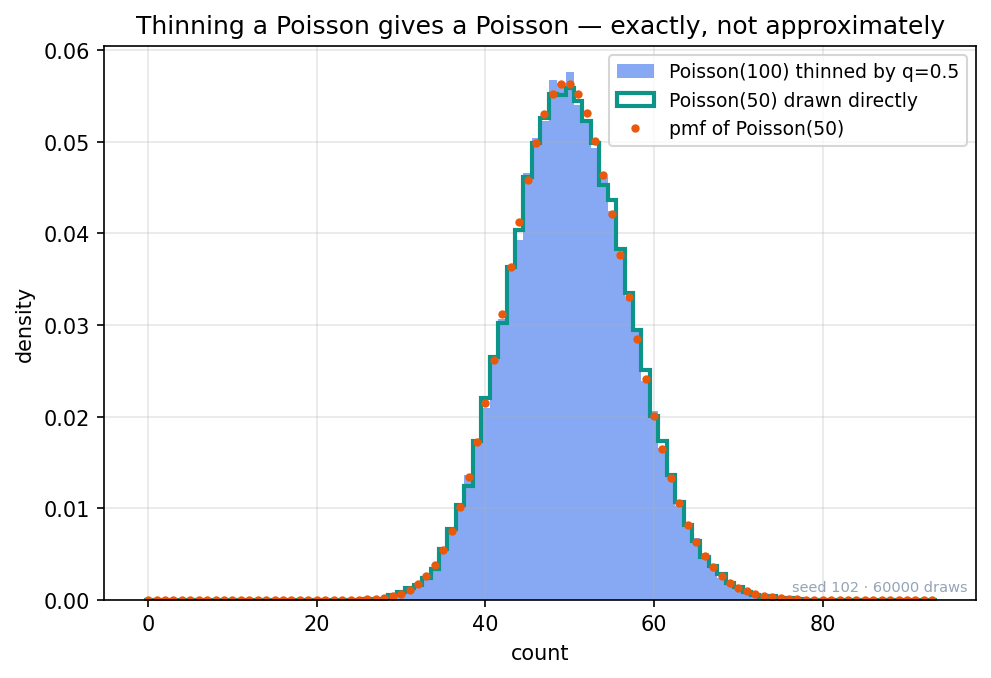 Thinning a Poisson gives a Poisson — exactly, not approximately
Poisson(100) thinned by q=0.5
Poisson(50) drawn directly
pmf of Poisson(50)
0.06
0.05
0.04
0.03
0.02
0.01
0.00
density
0
20
40
60
80
count
seed 102 · 60000 draws